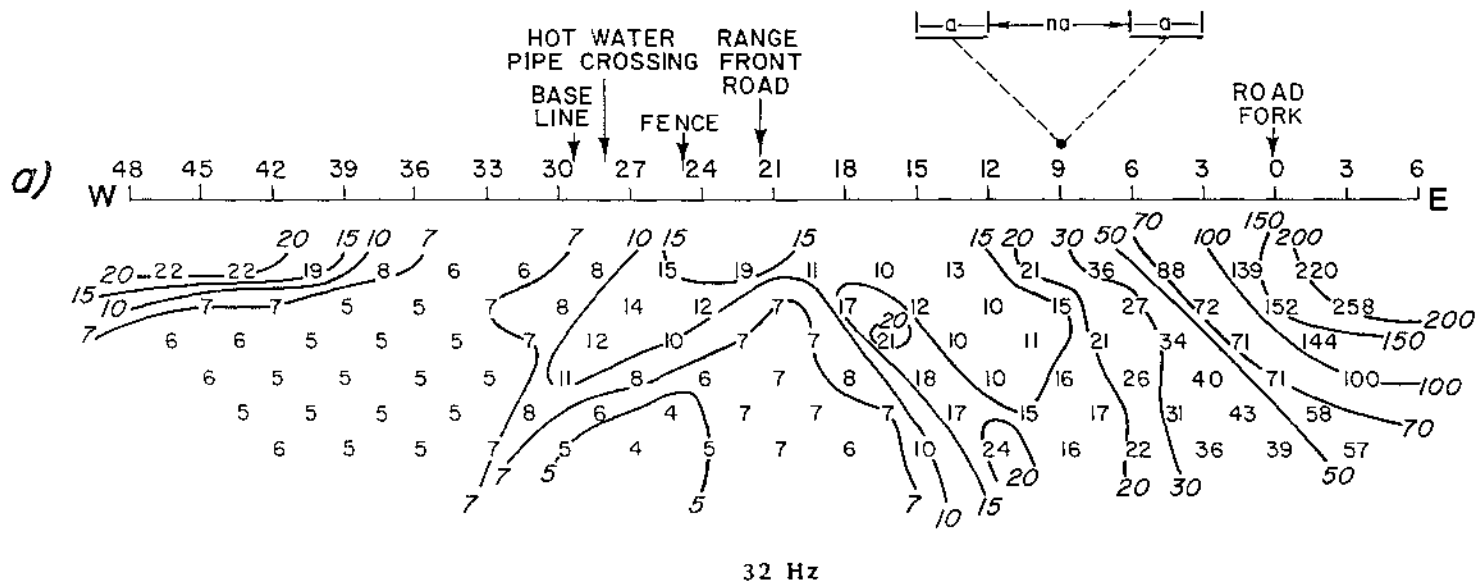 a na a
HOT WATER
PIPE CROSSING
RANGE
FRONT
ROAD
BASE
LINE
FENCE
ROAD
FORK
a)
48 45 42 39 36 33 30 27 24 21 18 15 12 9 6 3 0 3 6
W E
20 15 10 7 7 10 15 15 15 20 30 50 70 100 150 200
20 22 22 19 8 6 6 8 15 19 11 10 13 21 36 88 139 220
15
10 7 7 5 5 7 8 14 12 7 17 12 10 15 27 72 152 258 200
20
7 6 6 5 5 5 7 12 10 7 7 21 10 11 21 34 71 144 150
6 5 5 5 5 11 8 6 7 8 18 10 16 26 40 71 100 100
5 5 5 5 8 6 4 7 7 7 17 15 17 31 43 58 70
6 5 5 7 7 5 5 4 5 7 6 10 24 16 22 36 39 57
7 5 7 10 15 20 20 30 50
32 Hz